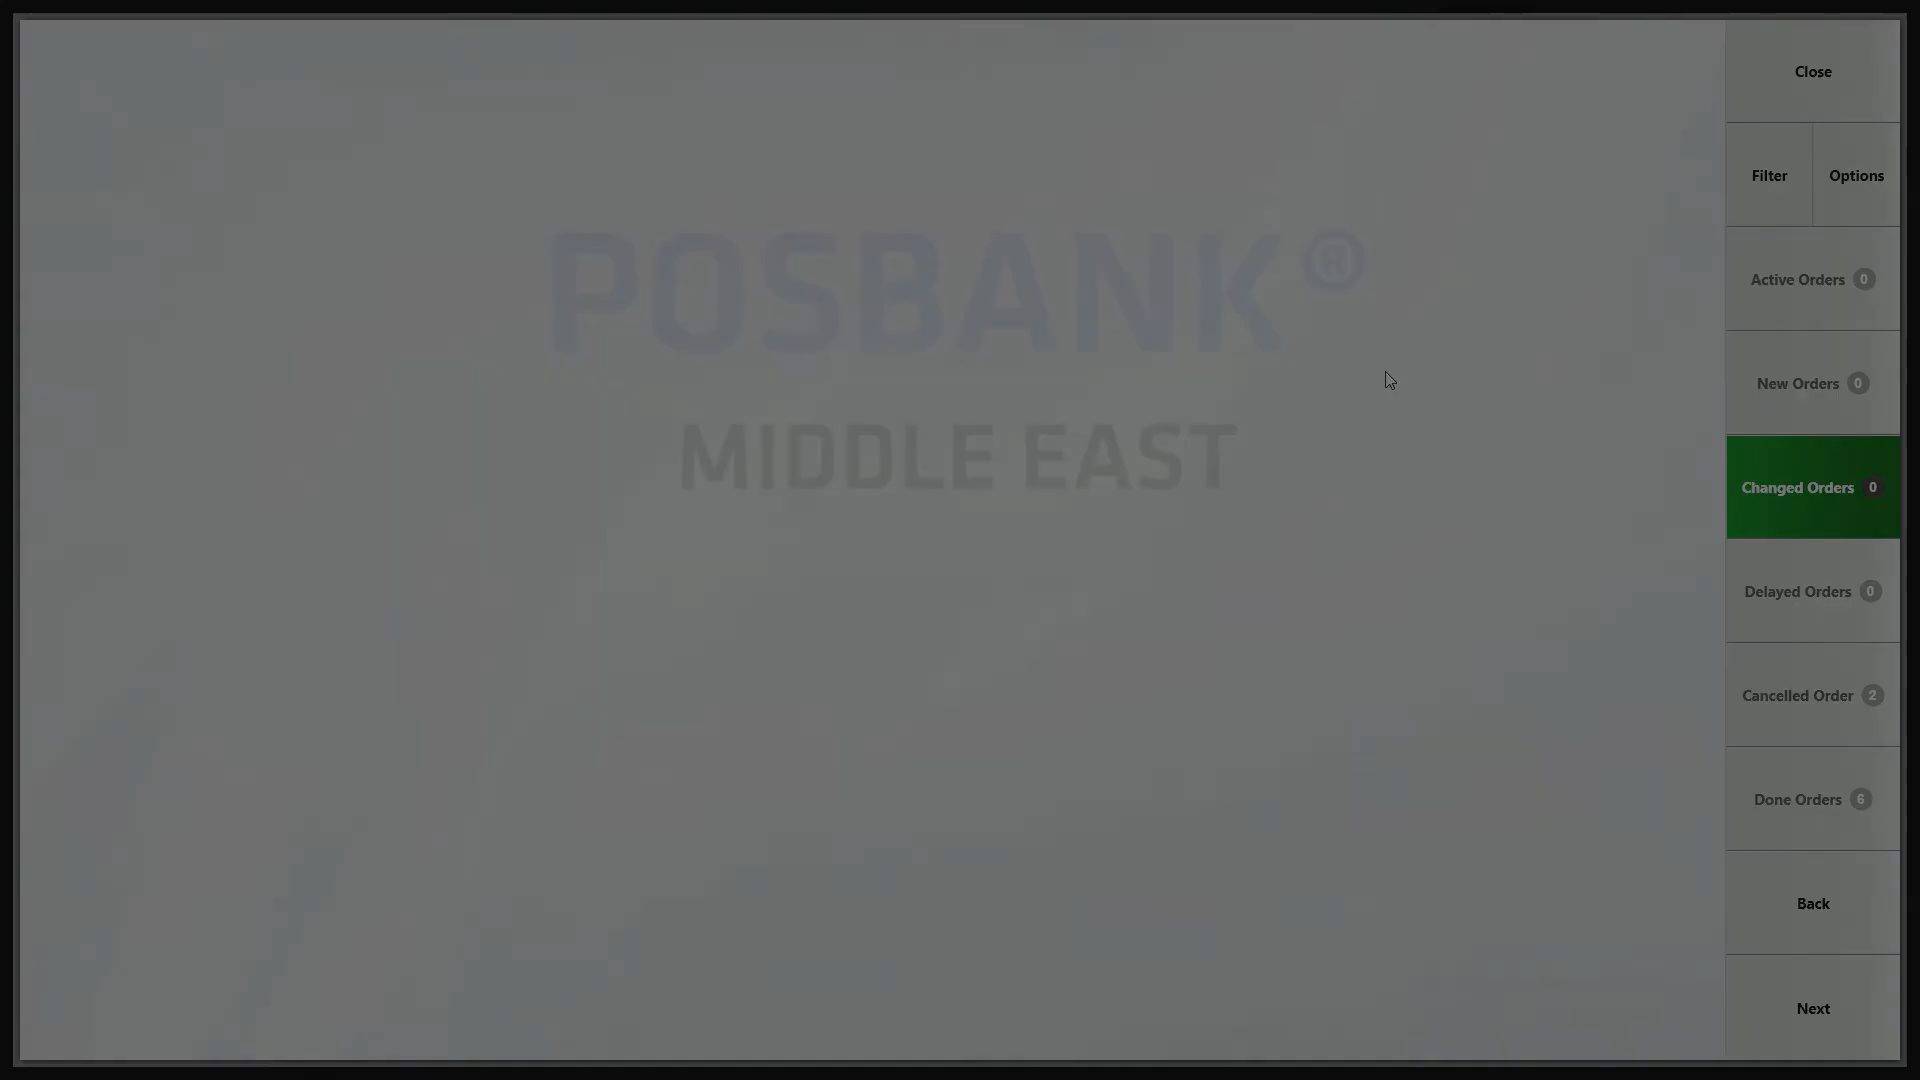 POSBANK®
MIDDLE EAST
Close
Filter
Options
Active Orders 0
New Orders 0
Changed Orders 0
Delayed Orders 0
Cancelled Order 2
Done Orders 6
Back
Next